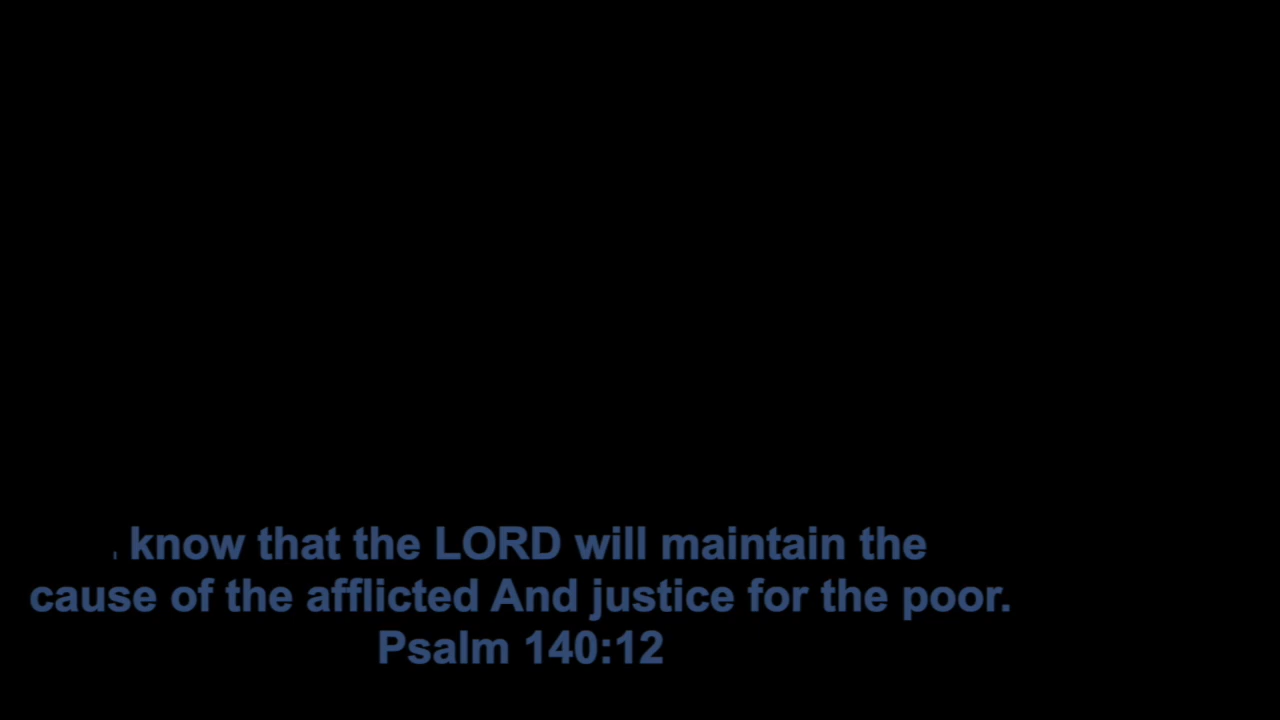 know that the LORD will maintain the
cause of the afflicted And justice for the poor.
Psalm 140:12